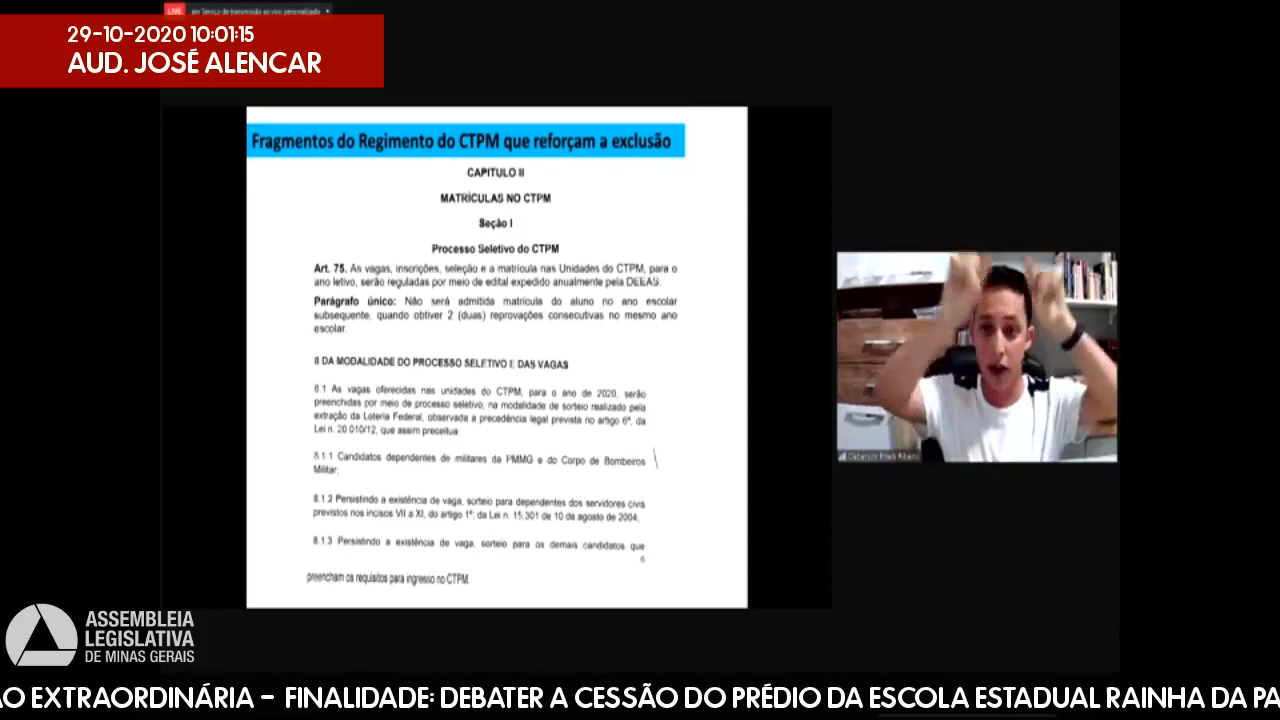 LIVE em Serviço de transmissão ao vivo personalizado
29-10-2020 10:01:15
AUD. JOSÉ ALENCAR
Fragmentos do Regimento do CTPM que reforçam a exclusão
CAPITULO II
MATRÍCULAS NO CTPM
Seção I
Processo Seletivo do CTPM
Art. 75. As vagas, inscrições, seleção e a matrícula nas Unidades do CTPM, para o
ano letivo, serão reguladas por meio de edital expedido anualmente pela DEEAS.
Parágrafo único: Não será admitida matrícula do aluno no ano escolar
subsequente, quando obtiver 2 (duas) reprovações consecutivas no mesmo ano
escolar.
8 DA MODALIDADE DO PROCESSO SELETIVO E DAS VAGAS
8.1 As vagas oferecidas nas unidades do CTPM, para o ano de 2020, serão
preenchidas por meio de processo seletivo, na modalidade de sorteio realizado pela
extração da Loteria Federal, observada a precedência legal prevista no artigo 6º, da
Lei n. 20.010/12, que assim preceitua:
8.1.1 Candidatos dependentes de militares da PMMG e do Corpo de Bombeiros
Militar;
8.1.2 Persistindo a existência de vaga, sorteio para dependentes dos servidores civis
previstos nos incisos VII a XI, do artigo 1º, da Lei n. 15.301 de 10 de agosto de 2004;
8.1.3 Persistindo a existência de vaga, sorteio para os demais candidatos que
6
preencham os requisitos para ingresso no CTPM.
ASSEMBLEIA
LEGISLATIVA
DE MINAS GERAIS
ÃO EXTRAORDINÁRIA - FINALIDADE: DEBATER A CESSÃO DO PRÉDIO DA ESCOLA ESTADUAL RAINHA DA PA